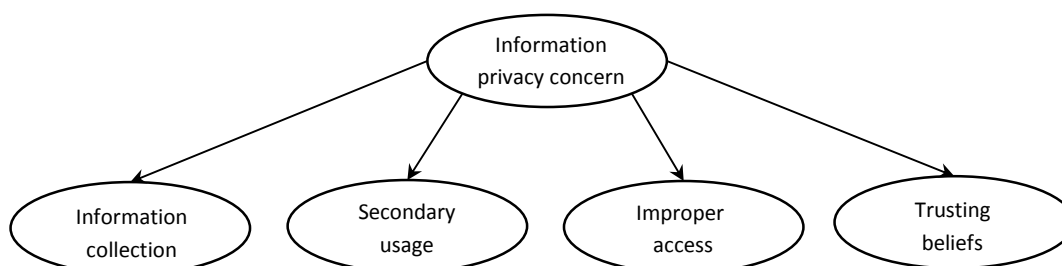 Information
privacy concern
Information
collection
Secondary
usage
Improper
access
Trusting
beliefs